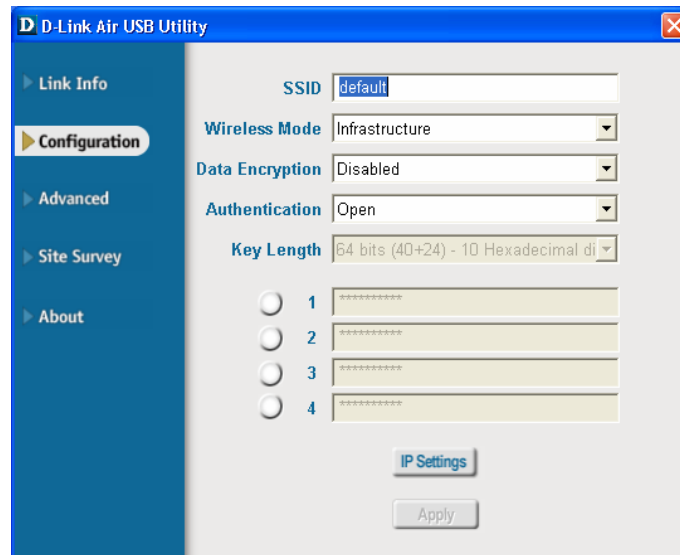 D D-Link Air USB Utility
Link Info
Configuration
Advanced
Site Survey
About
SSID default
Wireless Mode Infrastructure
Data Encryption Disabled
Authentication Open
Key Length 64 bits (40+24) - 10 Hexadecimal di
1 **********
2 **********
3 **********
4 **********
IP Settings
Apply